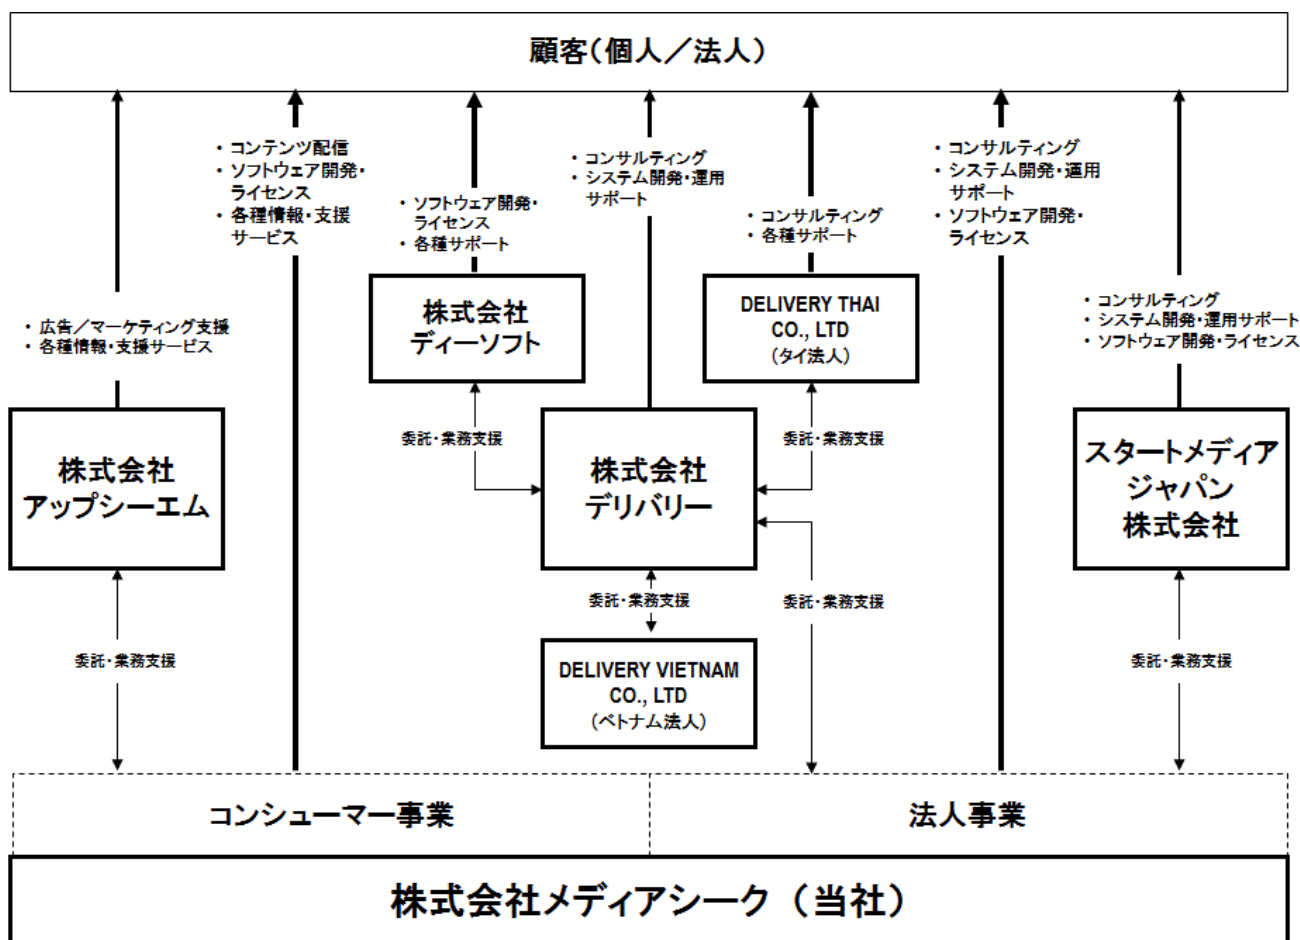 顧客(個人／法人)
・ コンテンツ配信
・ ソフトウェア開発・
ライセンス
・ 各種情報・支援
サービス
・ ソフトウェア開発・
ライセンス
・ 各種サポート
・ コンサルティング
・ システム開発・運用
サポート
・ コンサルティング
・ 各種サポート
・ コンサルティング
・ システム開発・運用
サポート
・ ソフトウェア開発・
ライセンス
・ 広告／マーケティング支援
・ 各種情報・支援サービス
株式会社
ディーソフト
DELIVERY THAI
CO., LTD
(タイ法人)
・ コンサルティング
・ システム開発・運用サポート
・ ソフトウェア開発・ライセンス
株式会社
アップシーエム
委託・業務支援
株式会社
デリバリー
委託・業務支援
スタートメディア
ジャパン
株式会社
委託・業務支援
委託・業務支援
委託・業務支援
委託・業務支援
DELIVERY VIETNAM
CO., LTD
(ベトナム法人)
コンシューマー事業
法人事業
株式会社メディアシーク（当社）